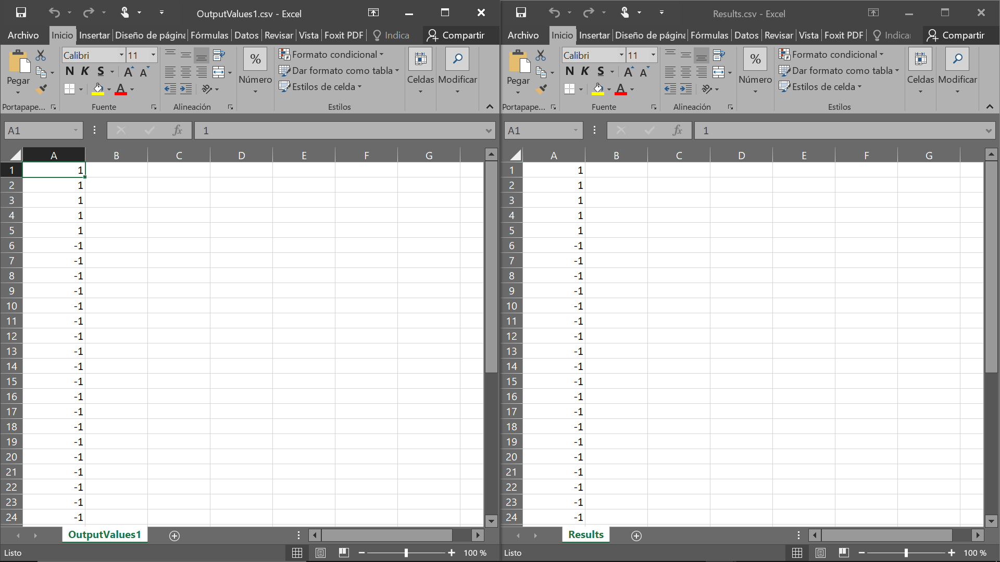 OutputValues1.csv - Excel
Archivo Inicio Insertar Diseño de página Fórmulas Datos Revisar Vista Foxit PDF Indica Compartir
Pegar
Portapape...
Calibri 11
N K S A A
A
Fuente
Alineación
%
Número
Formato condicional
Dar formato como tabla
Estilos de celda
Estilos
Celdas
Modificar
A1 fx 1
A B C D E F G
1 1
2 1
3 1
4 1
5 1
6 -1
7 -1
8 -1
9 -1
10 -1
11 -1
12 -1
13 -1
14 -1
15 -1
16 -1
17 -1
18 -1
19 -1
20 -1
21 -1
22 -1
23 -1
24 -1
OutputValues1
Listo 100 %
Results.csv - Excel
Archivo Inicio Insertar Diseño de página Fórmulas Datos Revisar Vista Foxit PDF Indica Compartir
Pegar
Portapape...
Calibri 11
N K S A A
A
Fuente
Alineación
%
Número
Formato condicional
Dar formato como tabla
Estilos de celda
Estilos
Celdas
Modificar
A1 fx 1
A B C D E F G
1 1
2 1
3 1
4 1
5 1
6 -1
7 -1
8 -1
9 -1
10 -1
11 -1
12 -1
13 -1
14 -1
15 -1
16 -1
17 -1
18 -1
19 -1
20 -1
21 -1
22 -1
23 -1
24 -1
Results
Listo 100 %